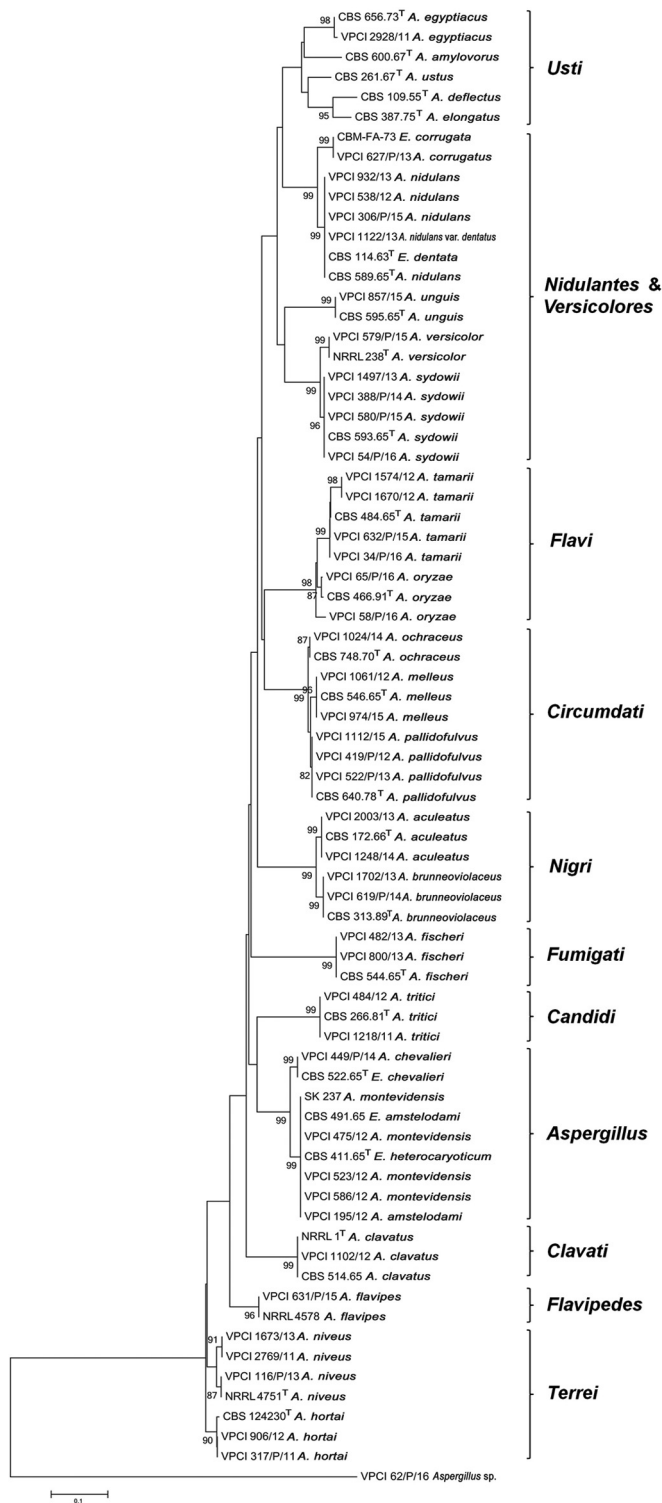 98
CBS 656.73T A. egyptiacus
VPCI 2928/11 A. egyptiacus
CBS 600.67T A. amylovorus
CBS 261.67T A. ustus
CBS 109.55T A. deflectus
95
CBS 387.75T A. elongatus
Usti
99
CBM-FA-73 E. corrugata
VPCI 627/P/13 A. corrugatus
VPCI 932/13 A. nidulans
99
VPCI 538/12 A. nidulans
VPCI 306/P/15 A. nidulans
99
VPCI 1122/13 A. nidulans var. dentatus
CBS 114.63T E. dentata
CBS 589.65T A. nidulans
99
VPCI 857/15 A. unguis
CBS 595.65T A. unguis
99
VPCI 579/P/15 A. versicolor
NRRL 238T A. versicolor
VPCI 1497/13 A. sydowii
99
VPCI 388/P/14 A. sydowii
VPCI 580/P/15 A. sydowii
96
CBS 593.65T A. sydowii
VPCI 54/P/16 A. sydowii
Nidulantes &
Versicolores
98
VPCI 1574/12 A. tamarii
VPCI 1670/12 A. tamarii
CBS 484.65T A. tamarii
99
VPCI 632/P/15 A. tamarii
VPCI 34/P/16 A. tamarii
98
VPCI 65/P/16 A. oryzae
87
CBS 466.91T A. oryzae
VPCI 58/P/16 A. oryzae
Flavi
87
VPCI 1024/14 A. ochraceus
CBS 748.70T A. ochraceus
VPCI 1061/12 A. melleus
96
99
CBS 546.65T A. melleus
VPCI 974/15 A. melleus
VPCI 1112/15 A. pallidofulvus
VPCI 419/P/12 A. pallidofulvus
82
VPCI 522/P/13 A. pallidofulvus
CBS 640.78T A. pallidofulvus
Circumdati
VPCI 2003/13 A. aculeatus
99
CBS 172.66T A. aculeatus
VPCI 1248/14 A. aculeatus
99
VPCI 1702/13 A. brunneoviolaceus
VPCI 619/P/14 A. brunneoviolaceus
99
CBS 313.89T A. brunneoviolaceus
Nigri
VPCI 482/13 A. fischeri
VPCI 800/13 A. fischeri
99
CBS 544.65T A. fischeri
Fumigati
VPCI 484/12 A. tritici
99
CBS 266.81T A. tritici
VPCI 1218/11 A. tritici
Candidi
99
VPCI 449/P/14 A. chevalieri
CBS 522.65T E. chevalieri
SK 237 A. montevidensis
99
CBS 491.65 E. amstelodami
VPCI 475/12 A. montevidensis
CBS 411.65T E. heterocaryoticum
99
VPCI 523/12 A. montevidensis
VPCI 586/12 A. montevidensis
VPCI 195/12 A. amstelodami
Aspergillus
NRRL 1T A. clavatus
VPCI 1102/12 A. clavatus
99
CBS 514.65 A. clavatus
Clavati
VPCI 631/P/15 A. flavipes
96
NRRL 4578 A. flavipes
Flavipedes
91
VPCI 1673/13 A. niveus
VPCI 2769/11 A. niveus
VPCI 116/P/13 A. niveus
87
NRRL 4751T A. niveus
CBS 124230T A. hortai
90
VPCI 906/12 A. hortai
VPCI 317/P/11 A. hortai
Terrei
VPCI 62/P/16 Aspergillus sp.
0.1